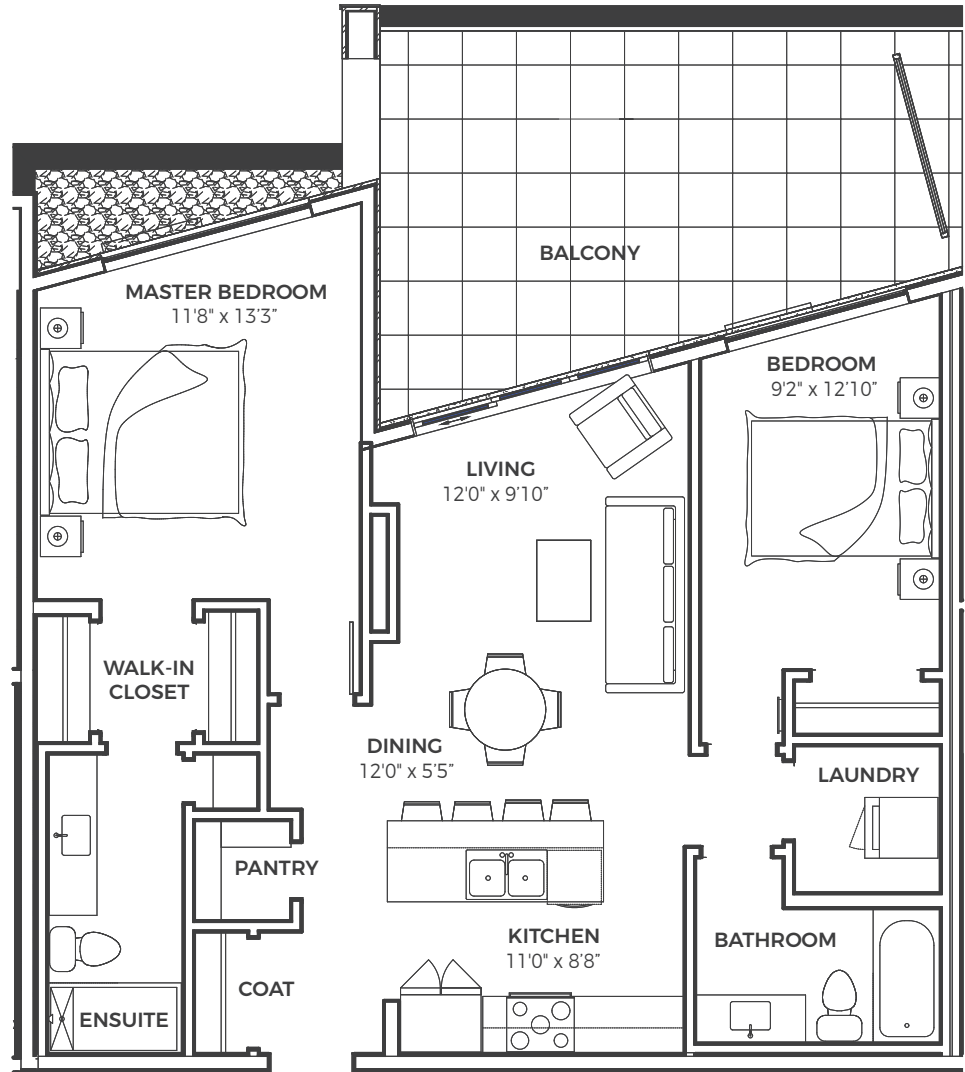 BALCONY
MASTER BEDROOM
11'8" x 13'3”
BEDROOM
9'2" x 12'10”
LIVING
12'0" x 9'10”
WALK-IN
CLOSET
DINING
12'0" x 5'5”
LAUNDRY
PANTRY
KITCHEN
11'0" x 8'8”
BATHROOM
COAT
ENSUITE